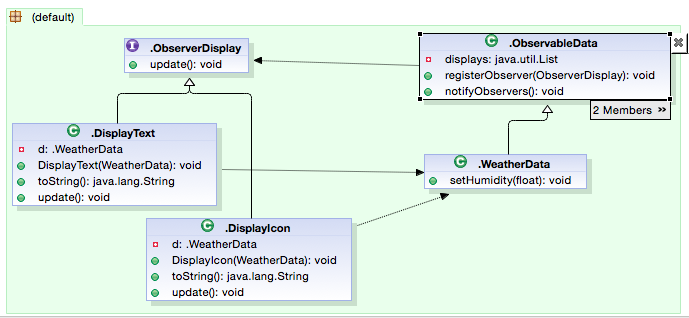 (default)
I .ObserverDisplay
update(): void
C .ObservableData
displays: java.util.List
registerObserver(ObserverDisplay): void
notifyObservers(): void
2 Members >>
C .DisplayText
d: .WeatherData
DisplayText(WeatherData): void
toString(): java.lang.String
update(): void
C .WeatherData
setHumidity(float): void
C .DisplayIcon
d: .WeatherData
DisplayIcon(WeatherData): void
toString(): java.lang.String
update(): void